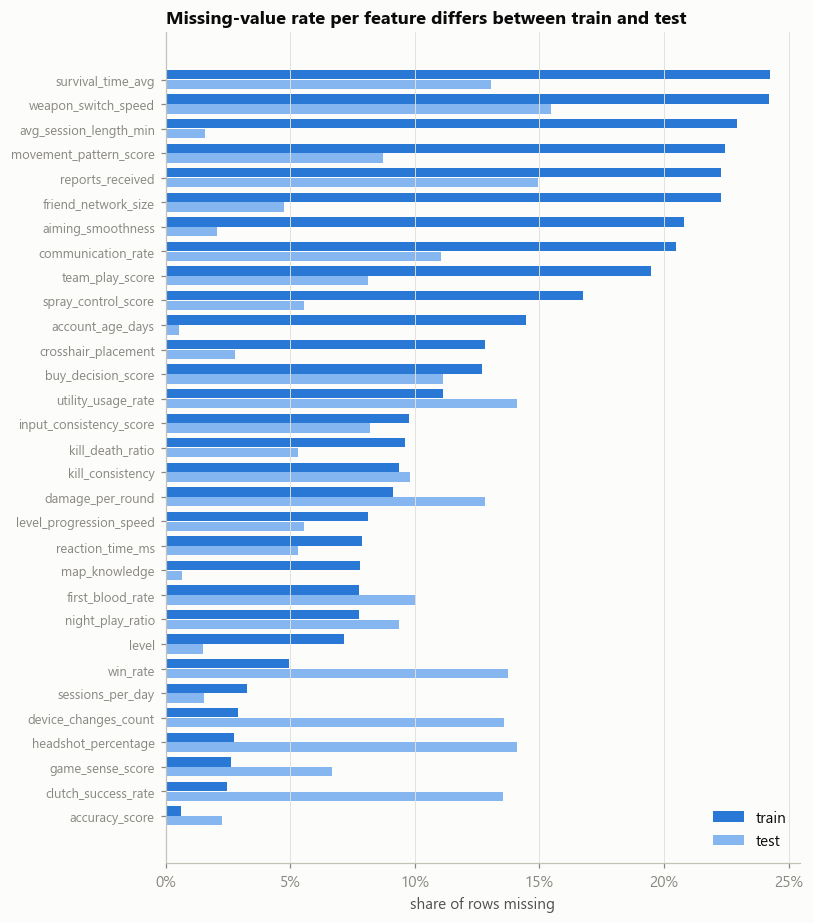 Missing-value rate per feature differs between train and test
survival_time_avg
weapon_switch_speed
avg_session_length_min
movement_pattern_score
reports_received
friend_network_size
aiming_smoothness
communication_rate
team_play_score
spray_control_score
account_age_days
crosshair_placement
buy_decision_score
utility_usage_rate
input_consistency_score
kill_death_ratio
kill_consistency
damage_per_round
level_progression_speed
reaction_time_ms
map_knowledge
first_blood_rate
night_play_ratio
level
win_rate
sessions_per_day
device_changes_count
headshot_percentage
game_sense_score
clutch_success_rate
accuracy_score
train
test
0% 5% 10% 15% 20% 25%
share of rows missing